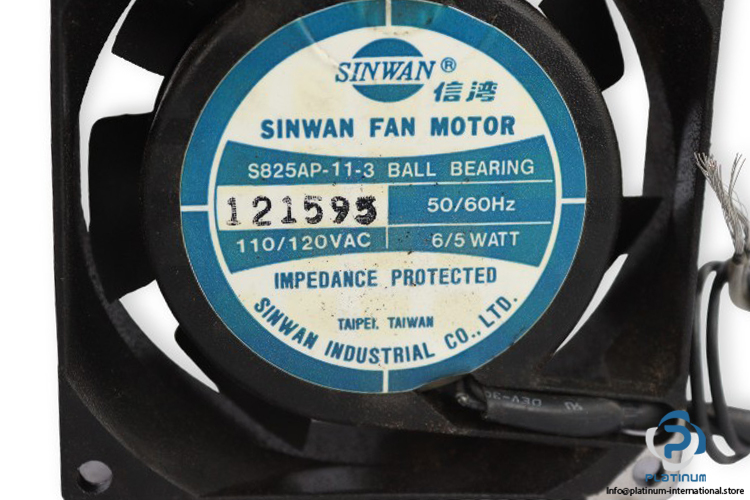 SINWAN®
信湾
SINWAN FAN MOTOR
S825AP-11-3 BALL BEARING
121595
50/60Hz
110/120VAC
6/5 WATT
IMPEDANCE PROTECTED
TAIPEI, TAIWAN
SINWAN INDUSTRIAL CO., LTD.
PLATINUM
Info@platinum-international.store